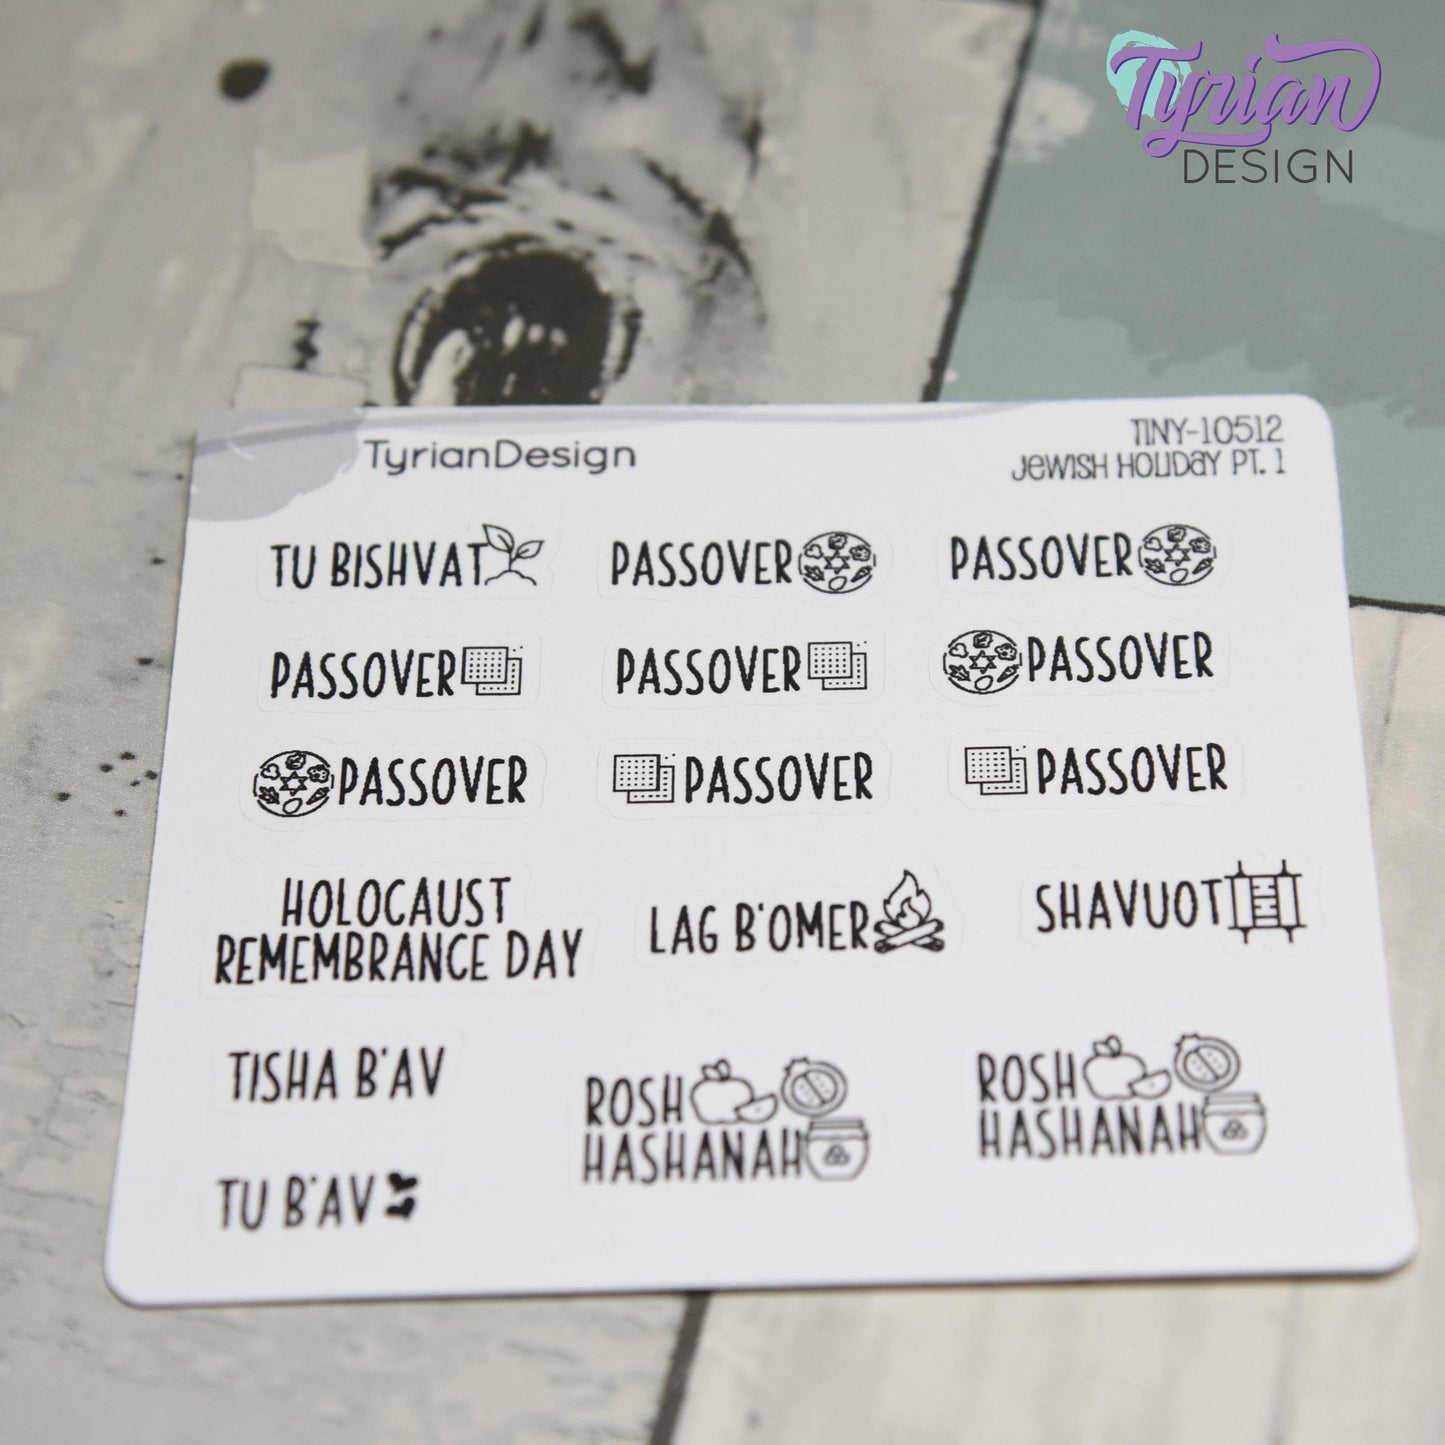 Tyrian
DESIGN
TyrianDesign
TINY-10512
JEWISH HOLIDAY PT. 1
TU BISHVAT
PASSOVER
PASSOVER
PASSOVER
PASSOVER
PASSOVER
PASSOVER
PASSOVER
PASSOVER
HOLOCAUST
REMEMBRANCE DAY
LAG B'OMER
SHAVUOT
TISHA B'AV
ROSH
HASHANAH
ROSH
HASHANAH
TU B'AV